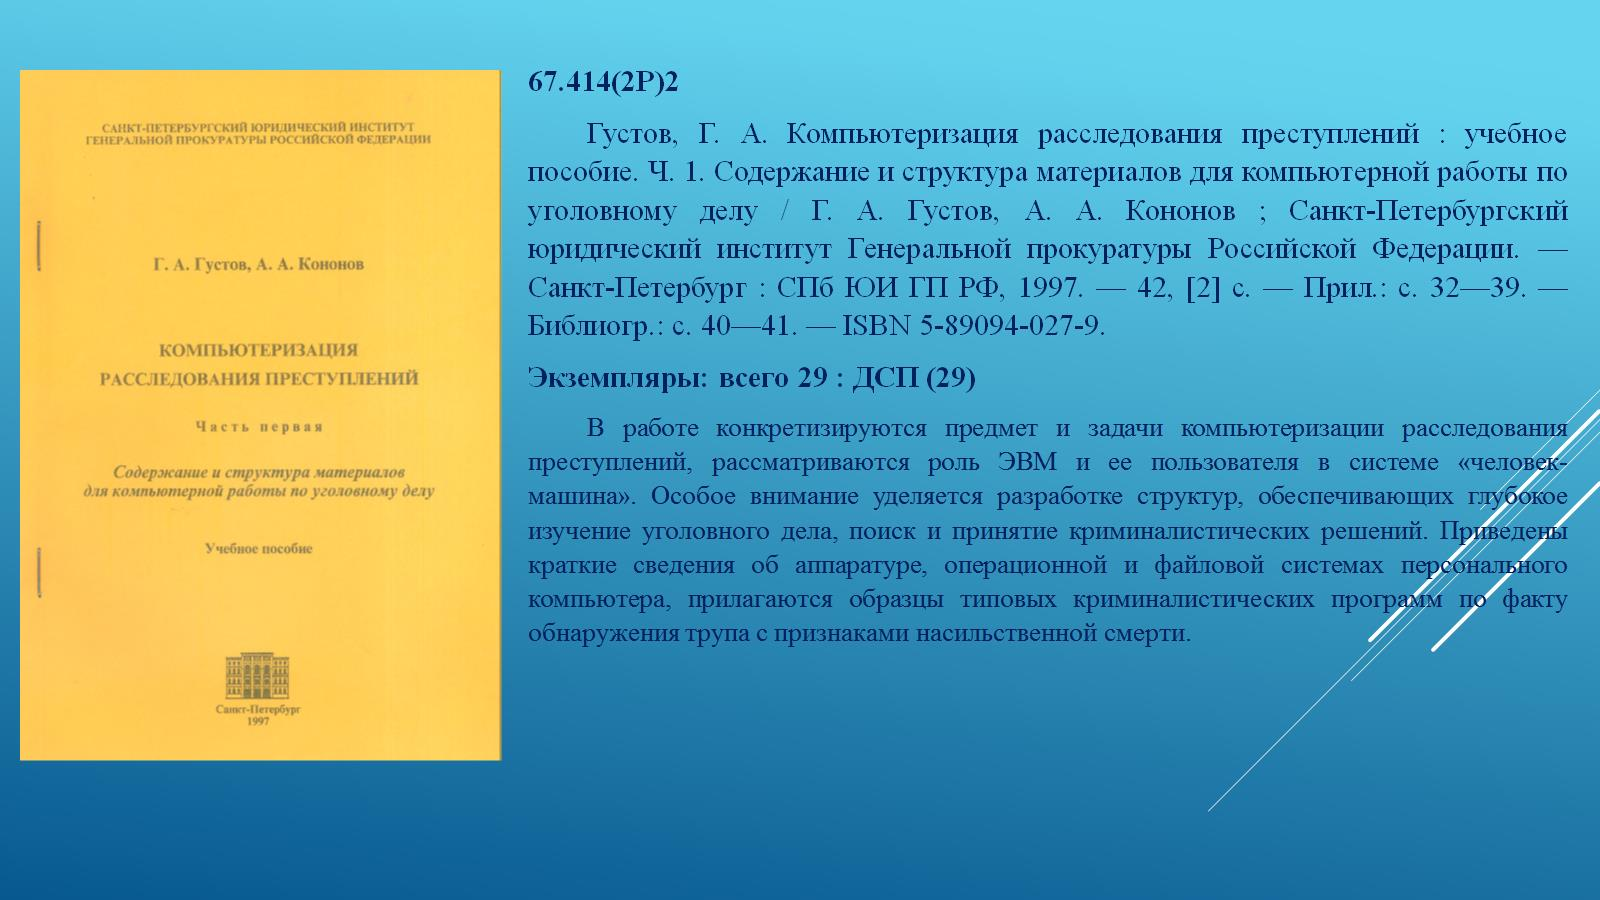 САНКТ-ПЕТЕРБУРГСКИЙ ЮРИДИЧЕСКИЙ ИНСТИТУТ
ГЕНЕРАЛЬНОЙ ПРОКУРАТУРЫ РОССИЙСКОЙ ФЕДЕРАЦИИ
Г. А. Густов, А. А. Кононов
КОМПЬЮТЕРИЗАЦИЯ
РАССЛЕДОВАНИЯ ПРЕСТУПЛЕНИЙ
Часть первая
Содержание и структура материалов
для компьютерной работы по уголовному делу
Учебное пособие
Санкт-Петербург
1997
67.414(2Р)2
Густов, Г. А. Компьютеризация расследования преступлений : учебное
пособие. Ч. 1. Содержание и структура материалов для компьютерной работы по
уголовному делу / Г. А. Густов, А. А. Кононов ; Санкт-Петербургский
юридический институт Генеральной прокуратуры Российской Федерации. —
Санкт-Петербург : СПб ЮИ ГП РФ, 1997. — 42, [2] с. — Прил.: с. 32—39. —
Библиогр.: с. 40—41. — ISBN 5-89094-027-9.
Экземпляры: всего 29 : ДСП (29)
В работе конкретизируются предмет и задачи компьютеризации расследования
преступлений, рассматриваются роль ЭВМ и ее пользователя в системе «человек-
машина». Особое внимание уделяется разработке структур, обеспечивающих глубокое
изучение уголовного дела, поиск и принятие криминалистических решений. Приведены
краткие сведения об аппаратуре, операционной и файловой системах персонального
компьютера, прилагаются образцы типовых криминалистических программ по факту
обнаружения трупа с признаками насильственной смерти.